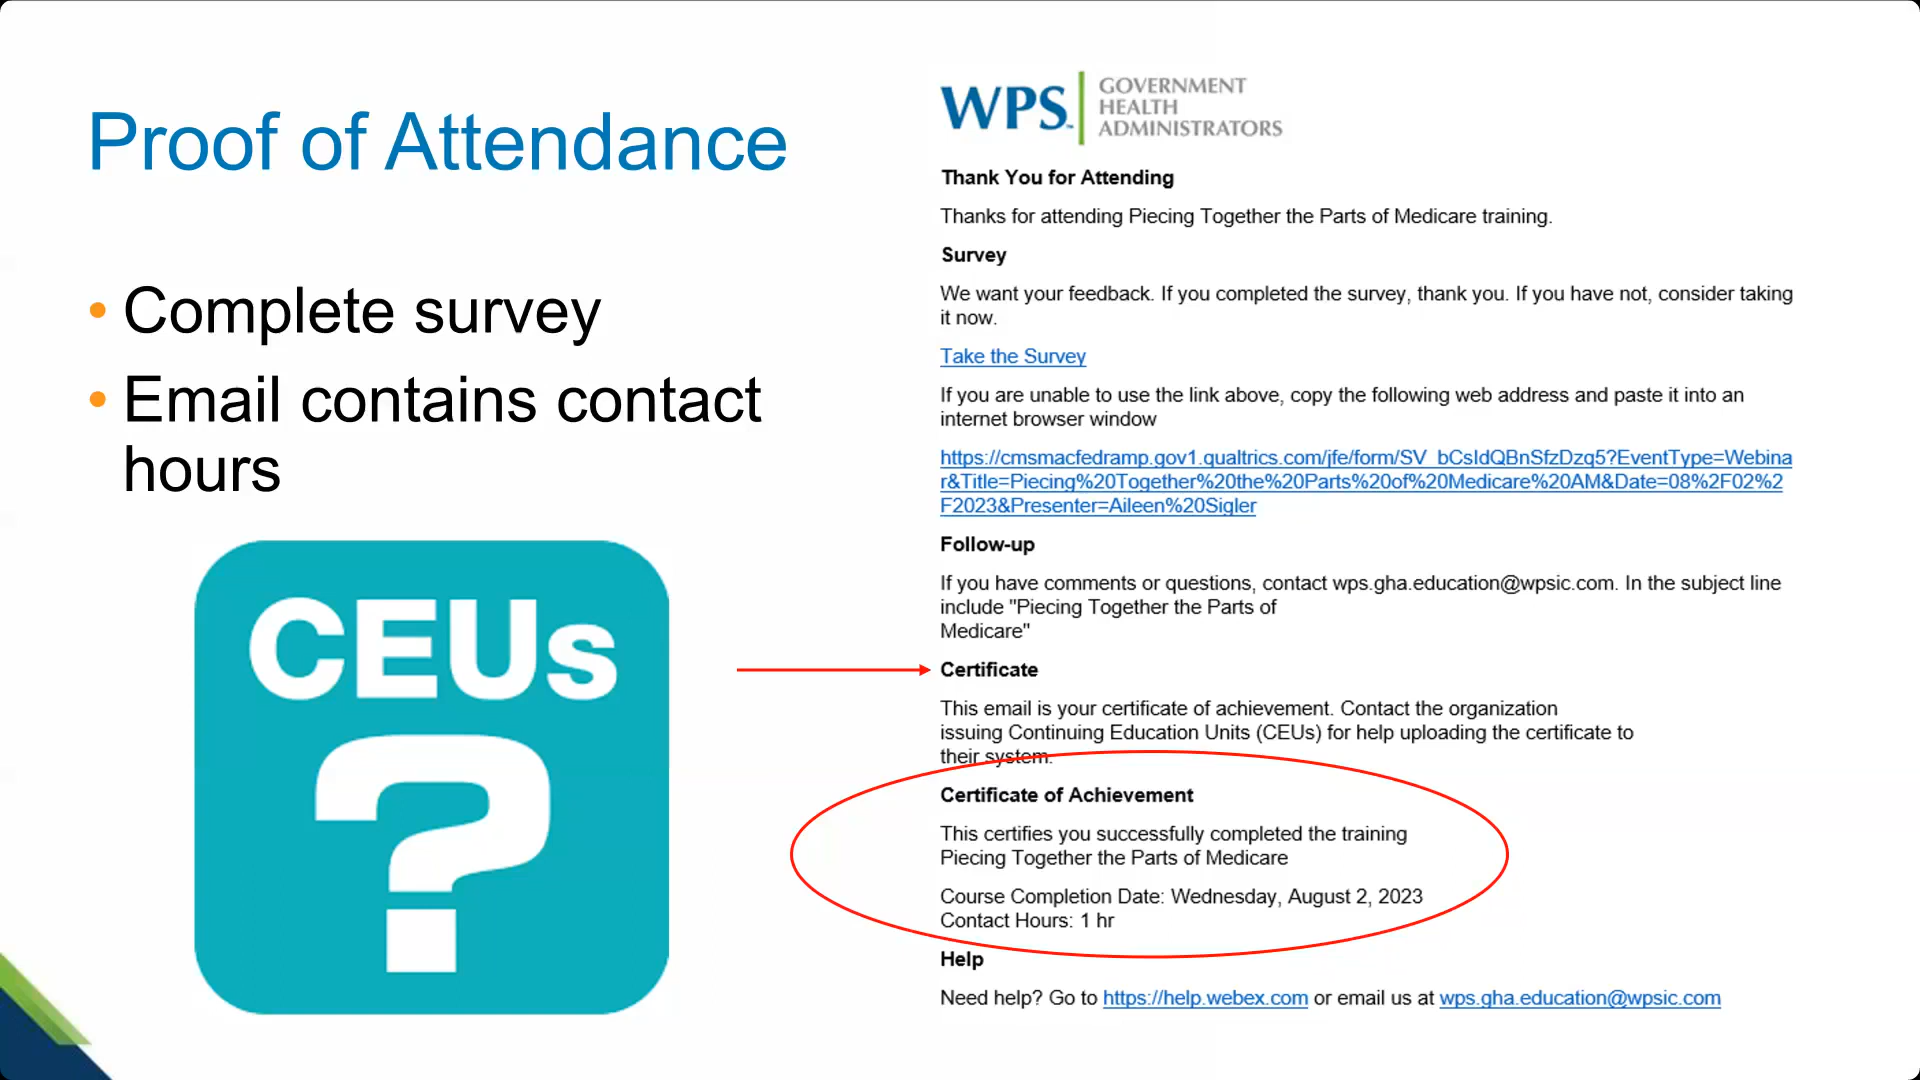 Proof of Attendance
• Complete survey
• Email contains contact
hours
CEUs
?
WPS GOVERNMENT
HEALTH
ADMINISTRATORS
Thank You for Attending
Thanks for attending Piecing Together the Parts of Medicare training.
Survey
We want your feedback. If you completed the survey, thank you. If you have not, consider taking
it now.
Take the Survey
If you are unable to use the link above, copy the following web address and paste it into an
internet browser window
https://cmsmacfedramp.gov1.qualtrics.com/jfe/form/SV_bCsIdQBnSfzDzq5?EventType=Webina
r&Title=Piecing%20Together%20the%20Parts%20of%20Medicare%20AM&Date=08%2F02%2
F2023&Presenter=Aileen%20Sigler
Follow-up
If you have comments or questions, contact wps.gha.education@wpsic.com. In the subject line
include "Piecing Together the Parts of
Medicare"
Certificate
This email is your certificate of achievement. Contact the organization
issuing Continuing Education Units (CEUs) for help uploading the certificate to
their system.
Certificate of Achievement
This certifies you successfully completed the training
Piecing Together the Parts of Medicare
Course Completion Date: Wednesday, August 2, 2023
Contact Hours: 1 hr
Help
Need help? Go to https://help.webex.com or email us at wps.gha.education@wpsic.com